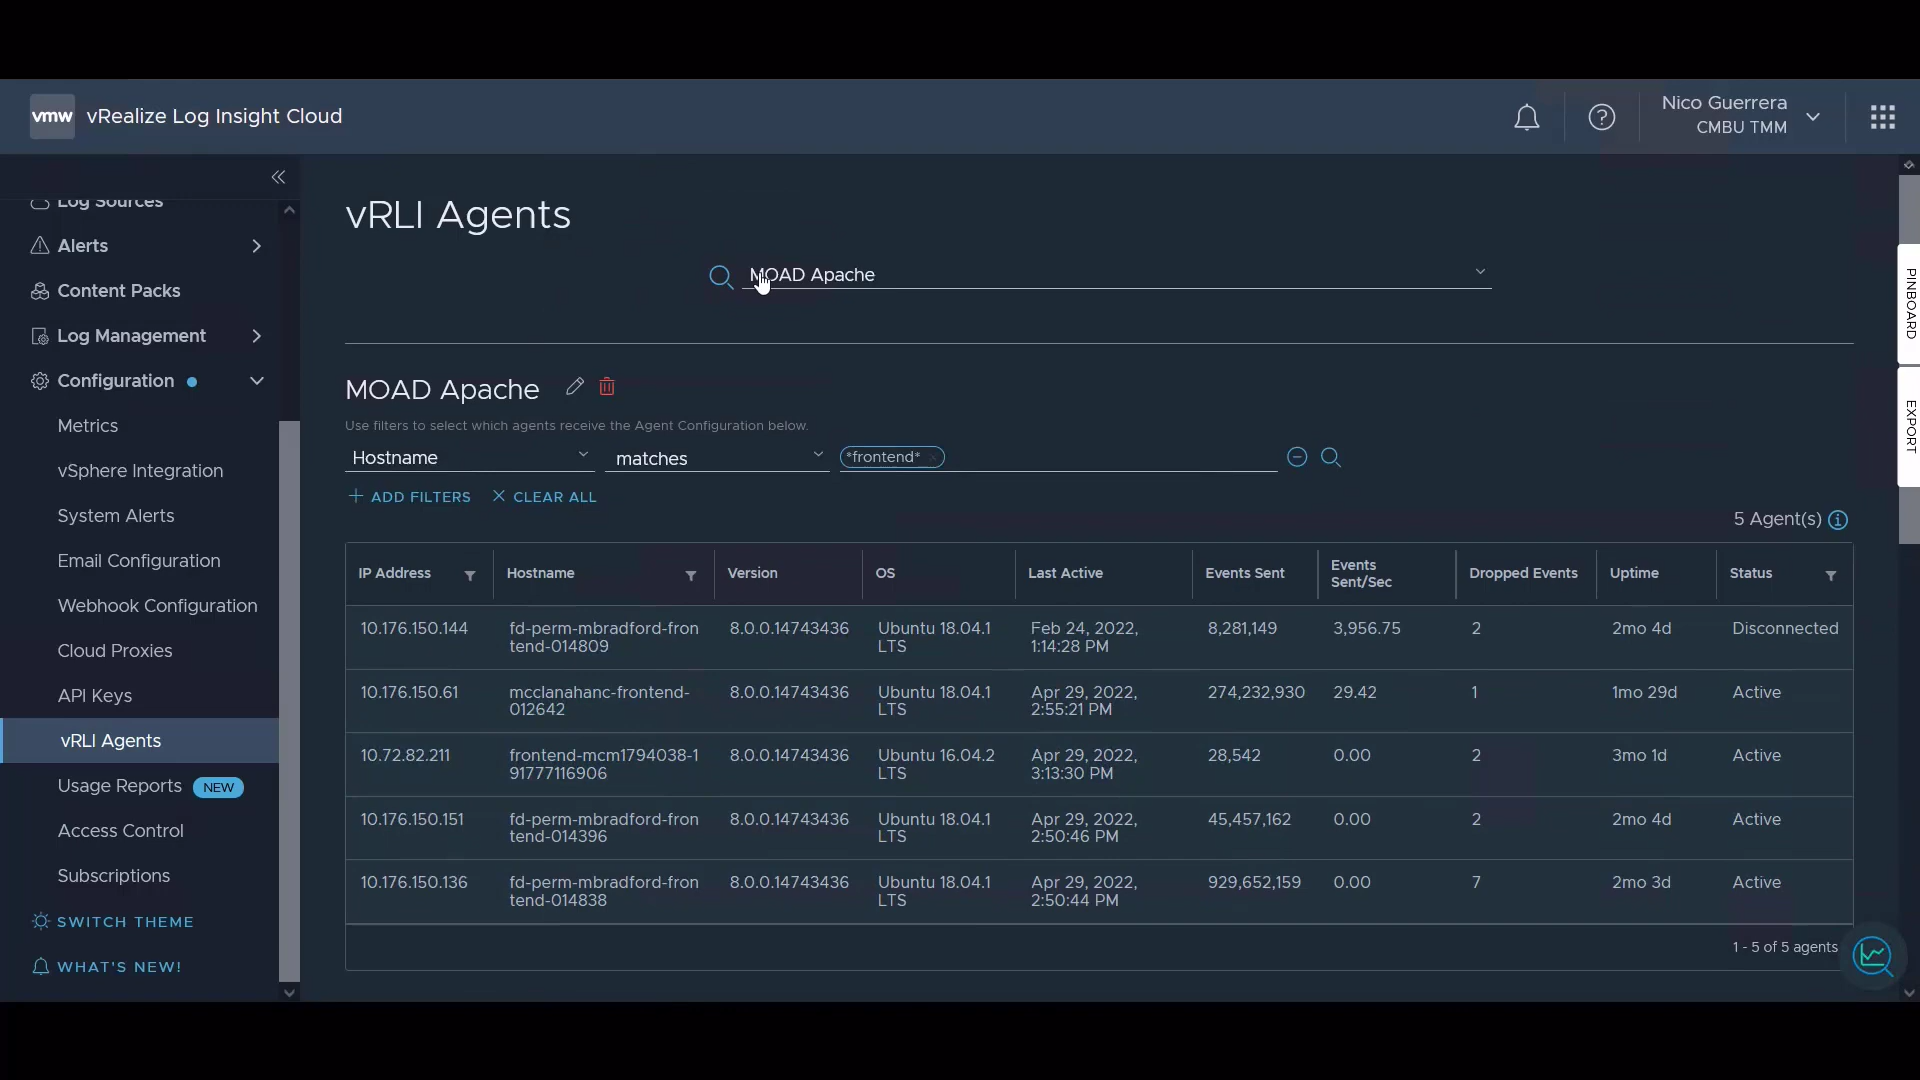 vmw vRealize Log Insight Cloud
Nico Guerrera
CMBU TMM
Log Sources
Alerts
Content Packs
Log Management
Configuration
Metrics
vSphere Integration
System Alerts
Email Configuration
Webhook Configuration
Cloud Proxies
API Keys
vRLI Agents
Usage Reports NEW
Access Control
Subscriptions
SWITCH THEME
WHAT'S NEW!
vRLI Agents
MOAD Apache
MOAD Apache
Use filters to select which agents receive the Agent Configuration below.
Hostname matches *frontend*
ADD FILTERS CLEAR ALL
5 Agent(s)
IP Address Hostname Version OS Last Active Events Sent Events Sent/Sec Dropped Events Uptime Status
10.176.150.144 fd-perm-mbradford-fron 8.0.0.14743436 Ubuntu 18.04.1 Feb 24, 2022, 8,281,149 3,956.75 2 2mo 4d Disconnected
tend-014809 LTS 1:14:28 PM
10.176.150.61 mcclanahanc-frontend- 8.0.0.14743436 Ubuntu 18.04.1 Apr 29, 2022, 274,232,930 29.42 1 1mo 29d Active
012642 LTS 2:55:21 PM
10.72.82.211 frontend-mcm1794038-1 8.0.0.14743436 Ubuntu 16.04.2 Apr 29, 2022, 28,542 0.00 2 3mo 1d Active
91777116906 LTS 3:13:30 PM
10.176.150.151 fd-perm-mbradford-fron 8.0.0.14743436 Ubuntu 18.04.1 Apr 29, 2022, 45,457,162 0.00 2 2mo 4d Active
tend-014396 LTS 2:50:46 PM
10.176.150.136 fd-perm-mbradford-fron 8.0.0.14743436 Ubuntu 18.04.1 Apr 29, 2022, 929,652,159 0.00 7 2mo 3d Active
tend-014838 LTS 2:50:44 PM
1 - 5 of 5 agents
PINBOARD
EXPORT